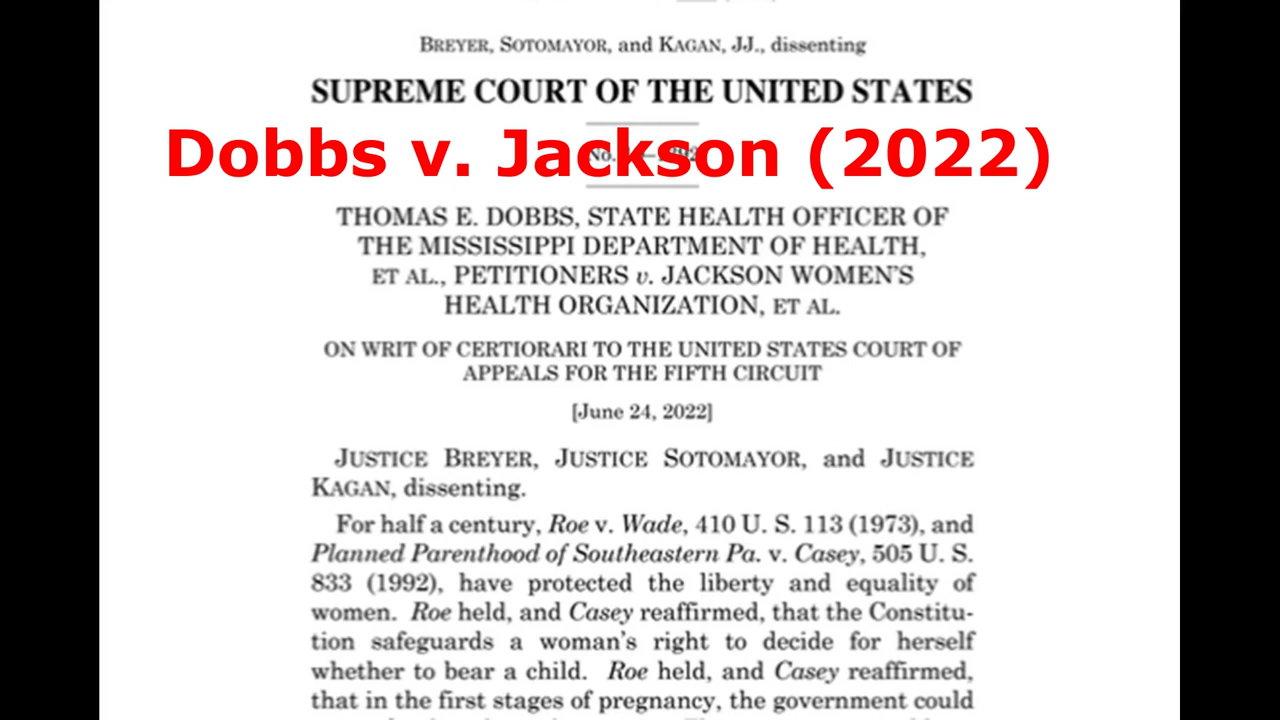 BREYER, SOTOMAYOR, and KAGAN, JJ., dissenting
SUPREME COURT OF THE UNITED STATES
Dobbs v. Jackson (2022)
No.
THOMAS E. DOBBS, STATE HEALTH OFFICER OF
THE MISSISSIPPI DEPARTMENT OF HEALTH,
ET AL., PETITIONERS v. JACKSON WOMEN'S
HEALTH ORGANIZATION, ET AL.
ON WRIT OF CERTIORARI TO THE UNITED STATES COURT OF
APPEALS FOR THE FIFTH CIRCUIT
[June 24, 2022]
JUSTICE BREYER, JUSTICE SOTOMAYOR, and JUSTICE
KAGAN, dissenting.
For half a century, Roe v. Wade, 410 U. S. 113 (1973), and
Planned Parenthood of Southeastern Pa. v. Casey, 505 U. S.
833 (1992), have protected the liberty and equality of
women. Roe held, and Casey reaffirmed, that the Constitu-
tion safeguards a woman's right to decide for herself
whether to bear a child. Roe held, and Casey reaffirmed,
that in the first stages of pregnancy, the government could